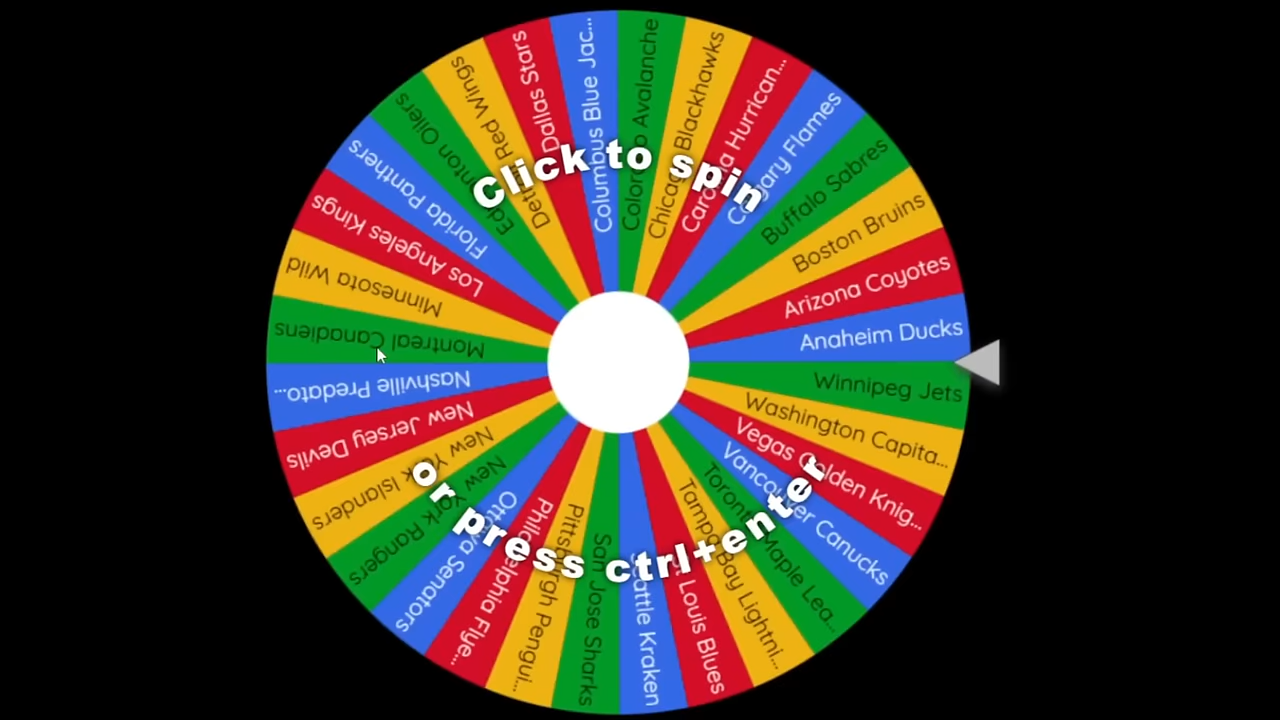 Click to spin
or press ctrl+enter
Anaheim Ducks
Arizona Coyotes
Boston Bruins
Buffalo Sabres
Calgary Flames
Carolina Hurrican...
Chicago Blackhawks
Colorado Avalanche
Columbus Blue Jac...
Dallas Stars
Detroit Red Wings
Edmonton Oilers
Florida Panthers
Los Angeles Kings
Minnesota Wild
Montreal Canadiens
Nashville Predato...
New Jersey Devils
New York Islanders
New York Rangers
Ottawa Senators
Philadelphia Flye...
Pittsburgh Pengui...
San Jose Sharks
Seattle Kraken
St. Louis Blues
Tampa Bay Lightni...
Toronto Maple Lea...
Vancouver Canucks
Vegas Golden Knig...
Washington Capita...
Winnipeg Jets